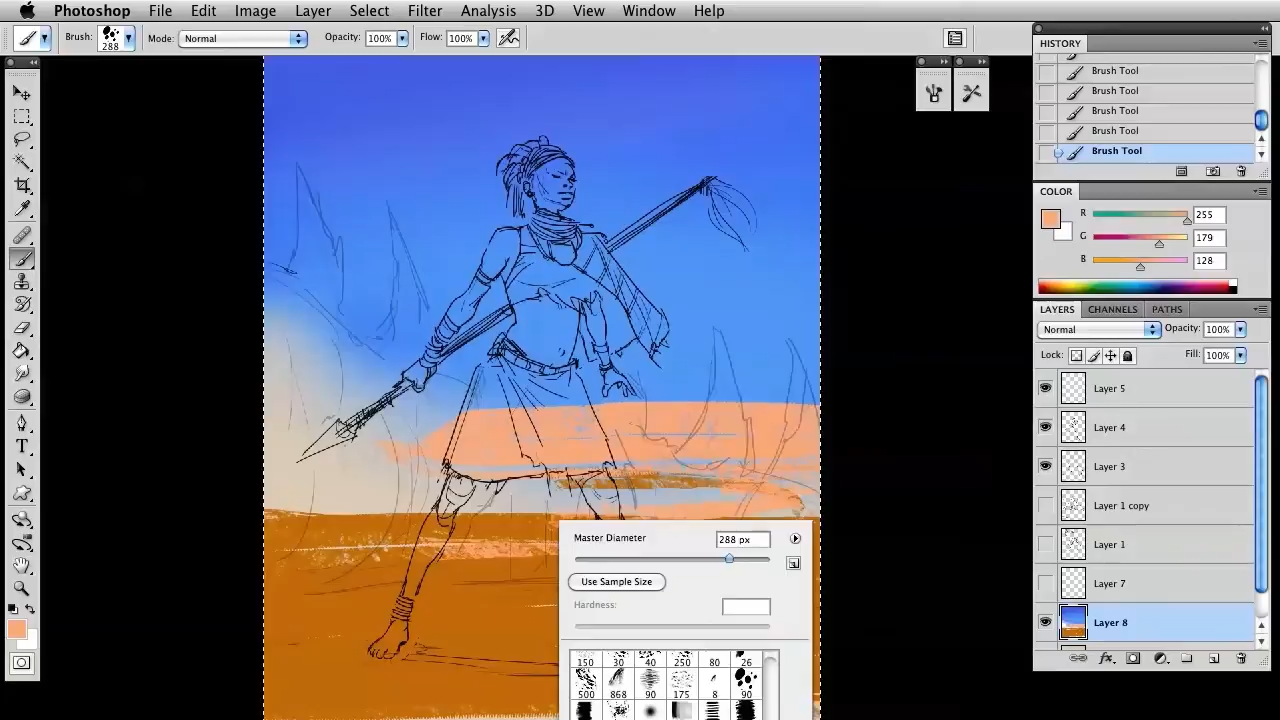 Photoshop File Edit Image Layer Select Filter Analysis 3D View Window Help
Brush: 288 Mode: Normal Opacity: 100% Flow: 100%
HISTORY
Brush Tool
Brush Tool
Brush Tool
Brush Tool
Brush Tool
COLOR
R 255
G 179
B 128
LAYERS CHANNELS PATHS
Normal Opacity: 100%
Lock: Fill: 100%
Layer 5
Layer 4
Layer 3
Layer 1 copy
Layer 1
Layer 7
Layer 8
Master Diameter 288 px
Use Sample Size
Hardness:
150 30 40 250 80 26
500 868 90 175 8 90